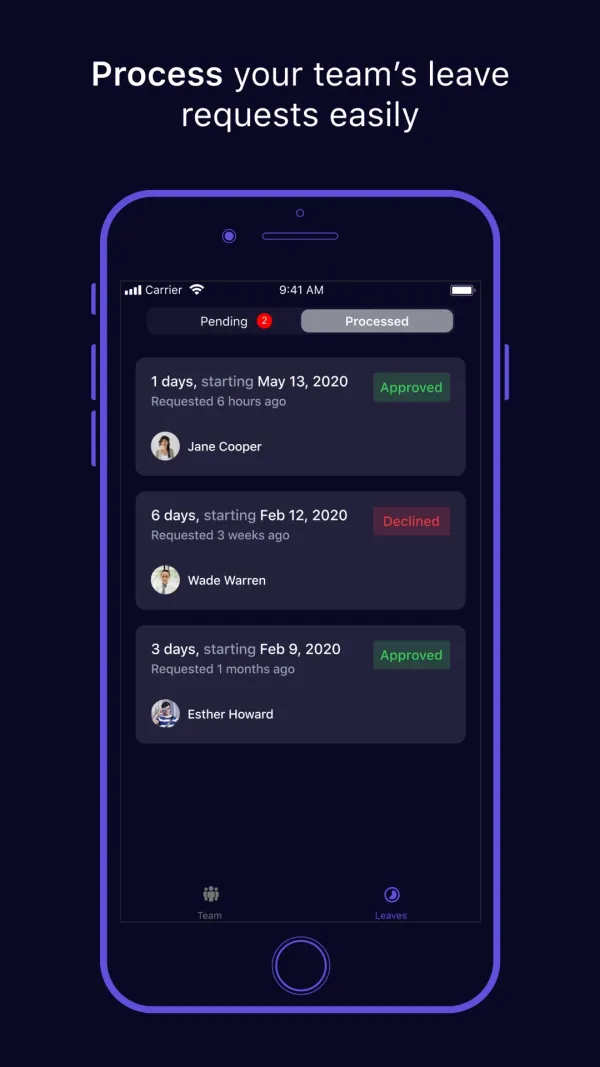 Process your team’s leave
requests easily
Carrier 9:41 AM
Pending 2 Processed
1 days, starting May 13, 2020
Approved
Requested 6 hours ago
Jane Cooper
6 days, starting Feb 12, 2020
Declined
Requested 3 weeks ago
Wade Warren
3 days, starting Feb 9, 2020
Approved
Requested 1 months ago
Esther Howard
Team Leaves